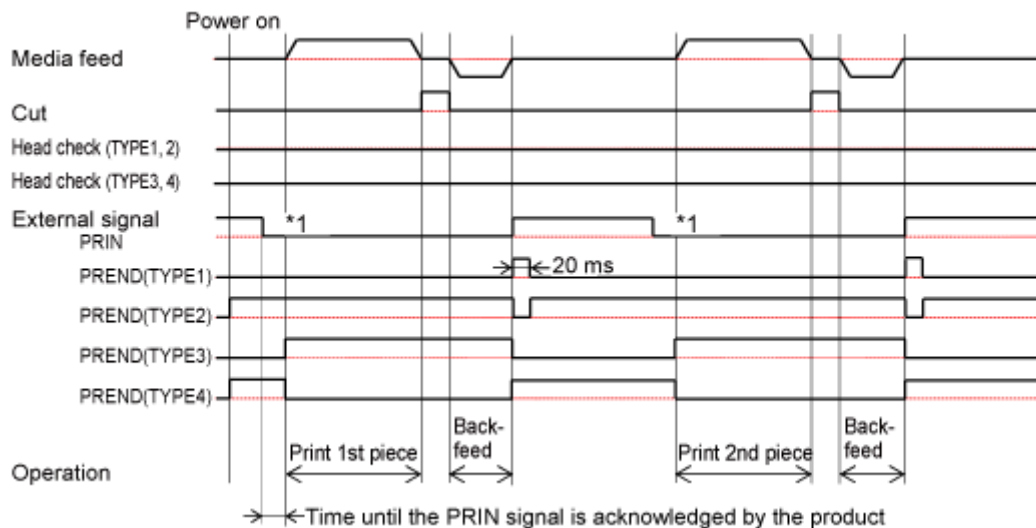 Power on
Media feed
Cut
Head check (TYPE1, 2)
Head check (TYPE3, 4)
External signal
PRIN
*1
*1
PREND(TYPE1)
20 ms
PREND(TYPE2)
PREND(TYPE3)
PREND(TYPE4)
Operation
Print 1st piece
Back-
feed
Print 2nd piece
Back-
feed
Time until the PRIN signal is acknowledged by the product